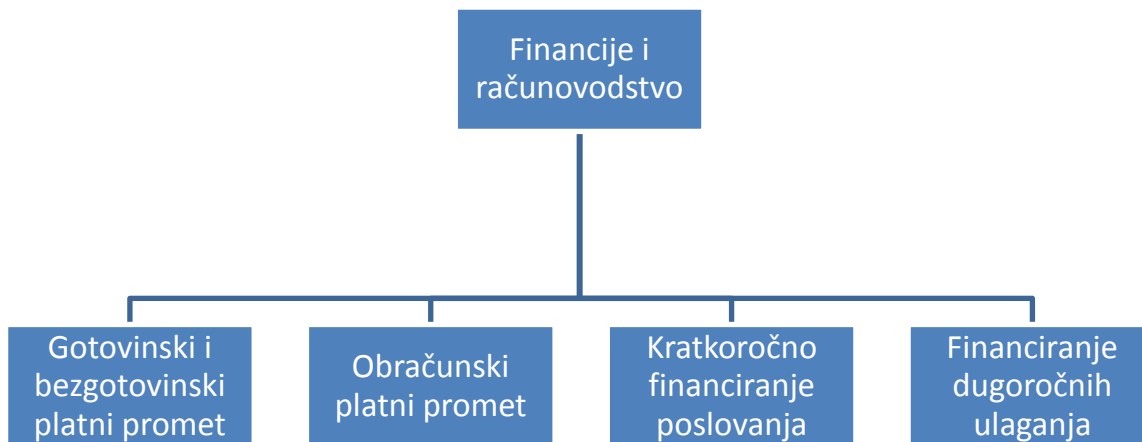 Financije i
računovodstvo
Gotovinski i
bezgotovinski
platni promet
Obračunski
platni promet
Kratkoročno
financiranje
poslovanja
Financiranje
dugoročnih
ulaganja